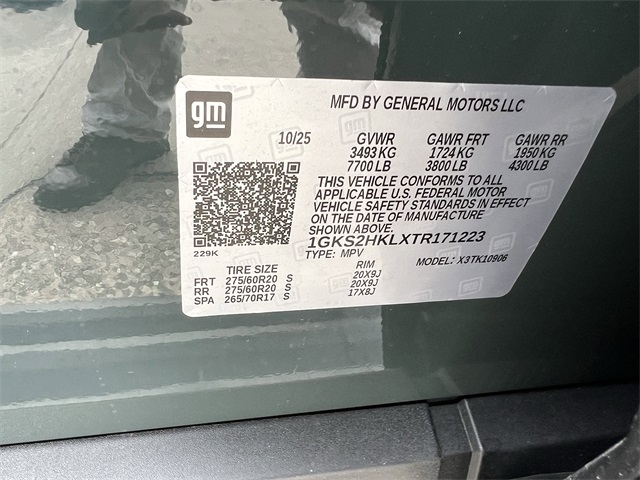 gm
MFD BY GENERAL MOTORS LLC
10/25 GVWR GAWR FRT GAWR RR
3493 KG 1724 KG 1950 KG
7700 LB 3800 LB 4300 LB
THIS VEHICLE CONFORMS TO ALL
APPLICABLE U.S. FEDERAL MOTOR
VEHICLE SAFETY STANDARDS IN EFFECT
ON THE DATE OF MANUFACTURE
SHOWN ABOVE.
1GKS2HKLXTR171223
229K
TYPE: MPV MODEL: X3TK10906
TIRE SIZE RIM
FRT 275/60R20 S 20X9J
RR 275/60R20 S 20X9J
SPA 265/70R17 S 17X8J